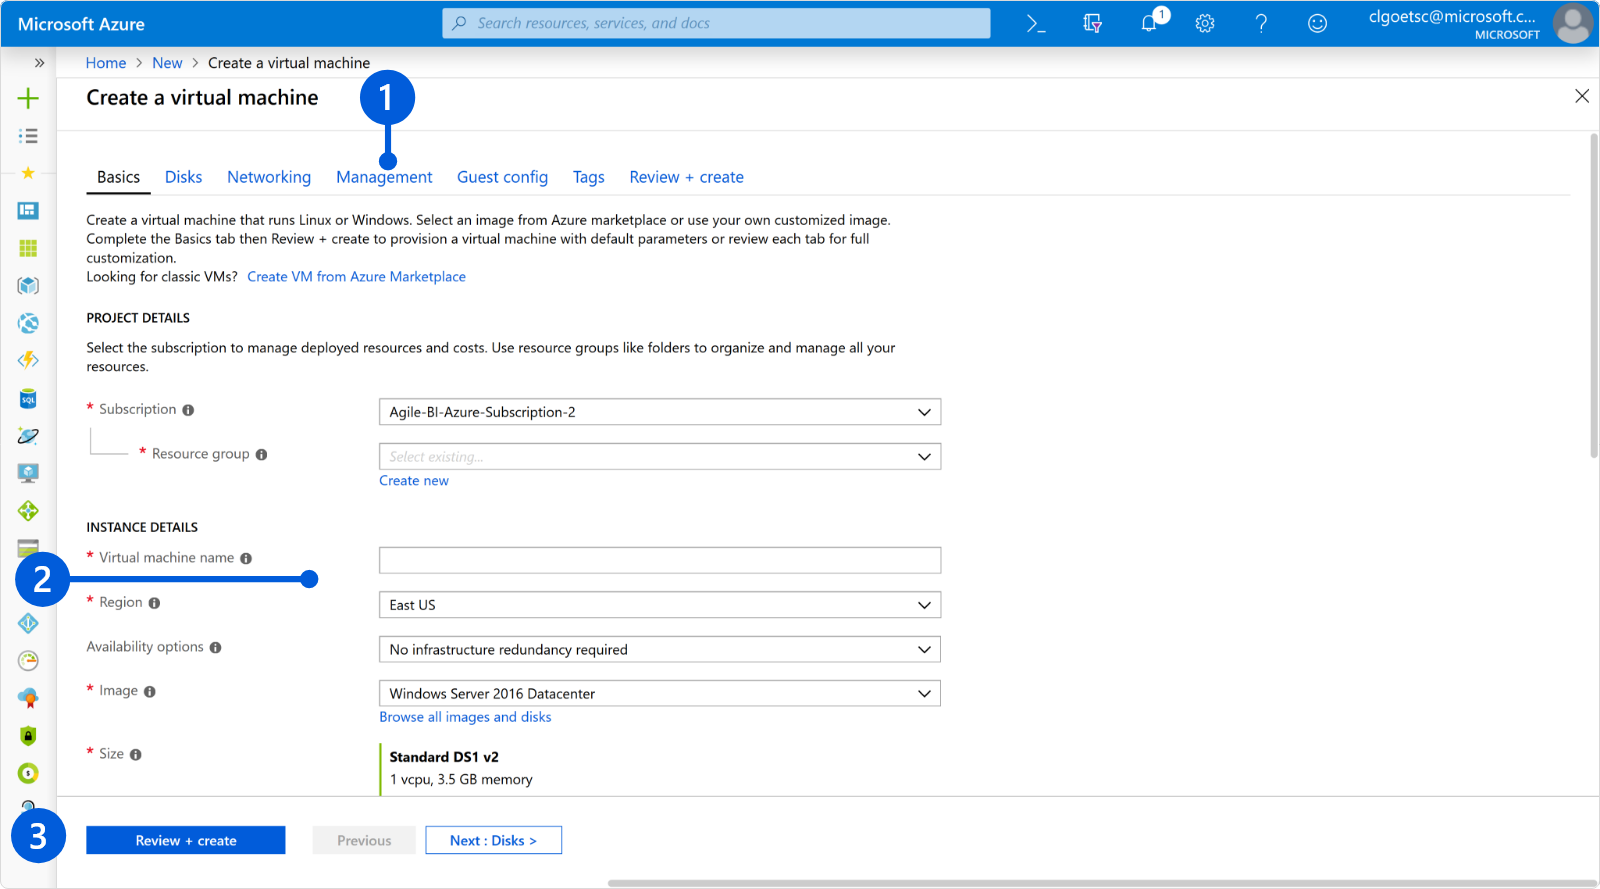 Microsoft Azure
Search resources, services, and docs
1
clgoetsc@microsoft.c...
MICROSOFT
Home > New > Create a virtual machine
Create a virtual machine
1
Basics Disks Networking Management Guest config Tags Review + create
Create a virtual machine that runs Linux or Windows. Select an image from Azure marketplace or use your own customized image.
Complete the Basics tab then Review + create to provision a virtual machine with default parameters or review each tab for full
customization.
Looking for classic VMs? Create VM from Azure Marketplace
PROJECT DETAILS
Select the subscription to manage deployed resources and costs. Use resource groups like folders to organize and manage all your
resources.
* Subscription
Agile-BI-Azure-Subscription-2
* Resource group
Select existing...
Create new
INSTANCE DETAILS
* Virtual machine name
2
* Region
East US
Availability options
No infrastructure redundancy required
* Image
Windows Server 2016 Datacenter
Browse all images and disks
* Size
Standard DS1 v2
1 vcpu, 3.5 GB memory
3
Review + create Previous Next : Disks >
SQL